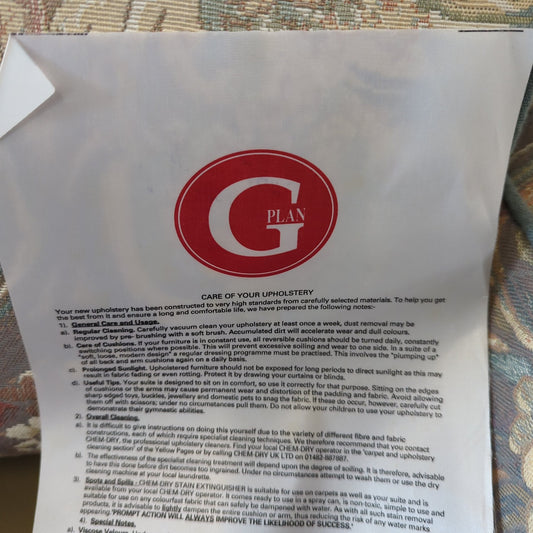 G
PLAN
CARE OF YOUR UPHOLSTERY
Your new upholstery has been constructed to very high standards from carefully selected materials. To help you get
the best from it and ensure a long and comfortable life, we have prepared the following notes:-
1). General Care and Usage.
a). Regular Cleaning. Carefully vacuum clean your upholstery at least once a week, dust removal may be
improved by pre- brushing with a soft brush. Accumulated dirt will accelerate wear and dull colours.
b). Care of Cushions. If your furniture is in constant use, all reversible cushions should be turned daily, constantly
switching positions where possible. This will prevent excessive soiling and wear to one side. In a suite of a
"soft, loose, modern design" a regular dressing programme must be practised. This involves the "plumping up"
of all back and arm cushions again on a daily basis.
c). Prolonged Sunlight. Upholstered furniture should not be exposed for long periods to direct sunlight as this may
result in fabric fading or even rotting. Protect it by drawing your curtains or blinds.
d). Useful Tips. Your suite is designed to sit on in comfort, so use it correctly for that purpose. Sitting on the edges
of cushions or the arms may cause permanent wear and distortion of the padding and fabric. Avoid allowing
sharp edged toys, buckles, jewellery and domestic pets to snag the fabric. If these do occur, however, carefully cut
them off with scissors; under no circumstances pull them. Do not allow your children to use your upholstery to
demonstrate their gymnastic abilities.
2). Overall Cleaning.
a). It is difficult to give instructions on doing this yourself due to the variety of different fibre and fabric
constructions, each of which require specialist cleaning techniques. We therefore recommend that you contact
CHEM-DRY, the professional upholstery cleaners. Find your local CHEM-DRY operator in the 'carpet and upholstery
cleaning section' of the Yellow Pages or by calling CHEM-DRY UK LTD on 01482-887887.
b). The effectiveness of the specialist cleaning treatment will depend upon the degree of soiling. It is therefore, advisable
to have this done before dirt becomes too ingrained. Under no circumstances attempt to wash them or use the dry
cleaning machine at your local laundrette.
3). Spots and Spills - CHEM-DRY STAIN EXTINGUISHER is suitable for use on carpets as well as your suite and is
available from your local CHEM-DRY operator. It comes ready to use in a spray, is non-toxic, simple to use and
suitable for use on any colourfast fabric that can safely be dampened with water. As with all such stain removal
products, it is advisable to lightly dampen the entire cushion or arm, thus reducing the risk of any water marks
appearing. "PROMPT ACTION WILL ALWAYS IMPROVE THE LIKELIHOOD OF SUCCESS."
4). Special Notes.
a). Viscose Velours.